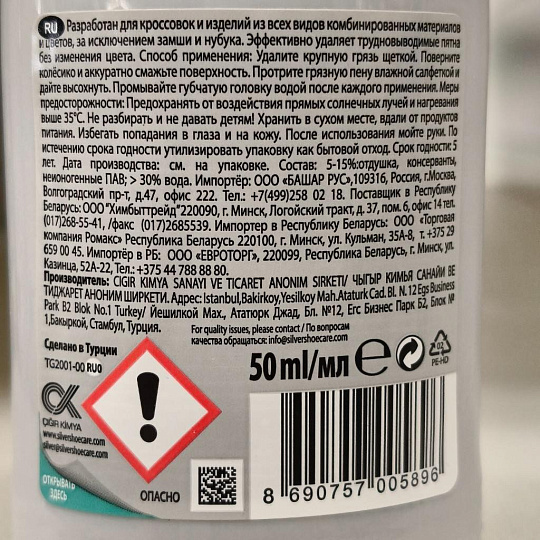 RU Разработан для кроссовок и изделий из всех видов комбинированных материалов
и цветов, за исключением замши и нубука. Эффективно удаляет трудновыводимые пятна
без изменения цвета. Способ применения: Удалите крупную грязь щеткой. Поверните
колёсико и аккуратно смажьте поверхность. Протрите грязную пену влажной салфеткой и
дайте высохнуть. Промывайте губчатую головку водой после каждого применения. Меры
предосторожности: Предохранять от воздействия прямых солнечных лучей и нагревания
выше 35°C. Не разбирать и не давать детям! Хранить в сухом месте, вдали от продуктов
питания. Избегать попадания в глаза и на кожу. После использования мойте руки. По
истечению срока годности утилизировать упаковку как бытовой отход. Срок годности: 5
лет. Дата производства: см. на упаковке. Состав: 5-15%:отдушка, консерванты,
неионогенные ПАВ; > 30% вода. Импортёр: ООО «БАШАР РУС»,109316, Россия, г.Москва,
Волгоградский пр-т, д.47, офис 222. Тел.: +7(499)258 02 18. Поставщик в Республику
Беларусь: ООО "Химбыттрейд"220090, г. Минск, Логойский тракт, д. 37, пом. 6, офис 14 тел.
(017)268-55-41, /факс (017)2685539. Импортер в Республику Беларусь: ООО «Торговая
компания Ромакс» Республика Беларусь 220100, г. Минск, ул. Кульман, 35А-8, т. +375 29
659 00 45. Импортёр в РБ: ООО «ЕВРОТОРГ», 220099, Республика Беларусь, г. Минск, ул.
Казинца, 52А-22, Тел.: +375 44 788 88 80.
Производитель: CIGIR KIMYA SANAYI VE TICARET ANONIM SIRKETI/ ЧЫГЫР КИМЬЯ САНАЙИ ВЕ
ТИДЖАРЕТ АНОНИМ ШИРКЕТИ. Адрес: Istanbul,Bakirkoy,Yesilkoy Mah.Ataturk Cad. Bl. N. 12 Egs Business
Park B2 Blok No.1 Turkey/ Йешилкой Мах., Ататюрк Джад. Бл. №12, Егс Бизнес Парк Б2, Блок №
1,Бакыркой, Стамбул, Турция.
For quality issues, please contact / По вопросам
качества обращаться: info@silvershoecare.com
Сделано в Турции
TG2001-00 RU0
50 ml/мл e
02
PE-HD
ÇIĞIR KİMYA
www.silvershoecare.com
silver@silvershoecare.com
ОТКРЫВАТЬ
ЗДЕСЬ
ОПАСНО
8 690757 005896